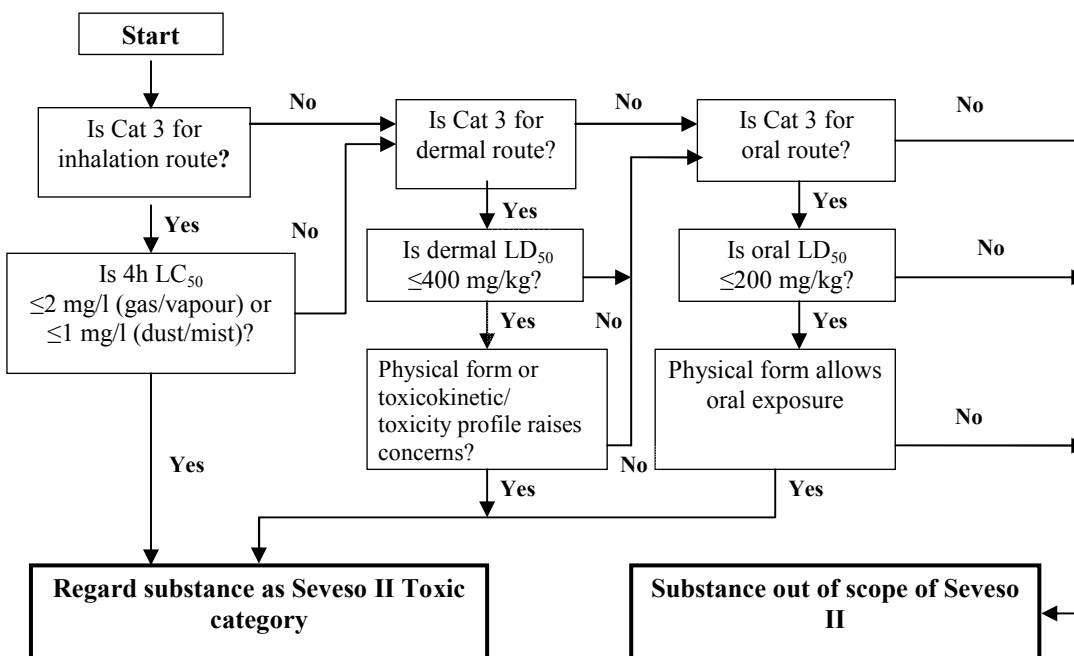 Start
No
No
No
Is Cat 3 for
inhalation route?
Is Cat 3 for
dermal route?
Is Cat 3 for
oral route?
Yes
No
Yes
Yes
No
Is 4h LC50
≤2 mg/l (gas/vapour) or
≤1 mg/l (dust/mist)?
Is dermal LD50
≤400 mg/kg?
Is oral LD50
≤200 mg/kg?
Yes
No
Yes
Physical form or
toxicokinetic/
toxicity profile raises
concerns?
Physical form allows
oral exposure
No
Yes
No
Yes
Yes
Regard substance as Seveso II Toxic
category
Substance out of scope of Seveso
II